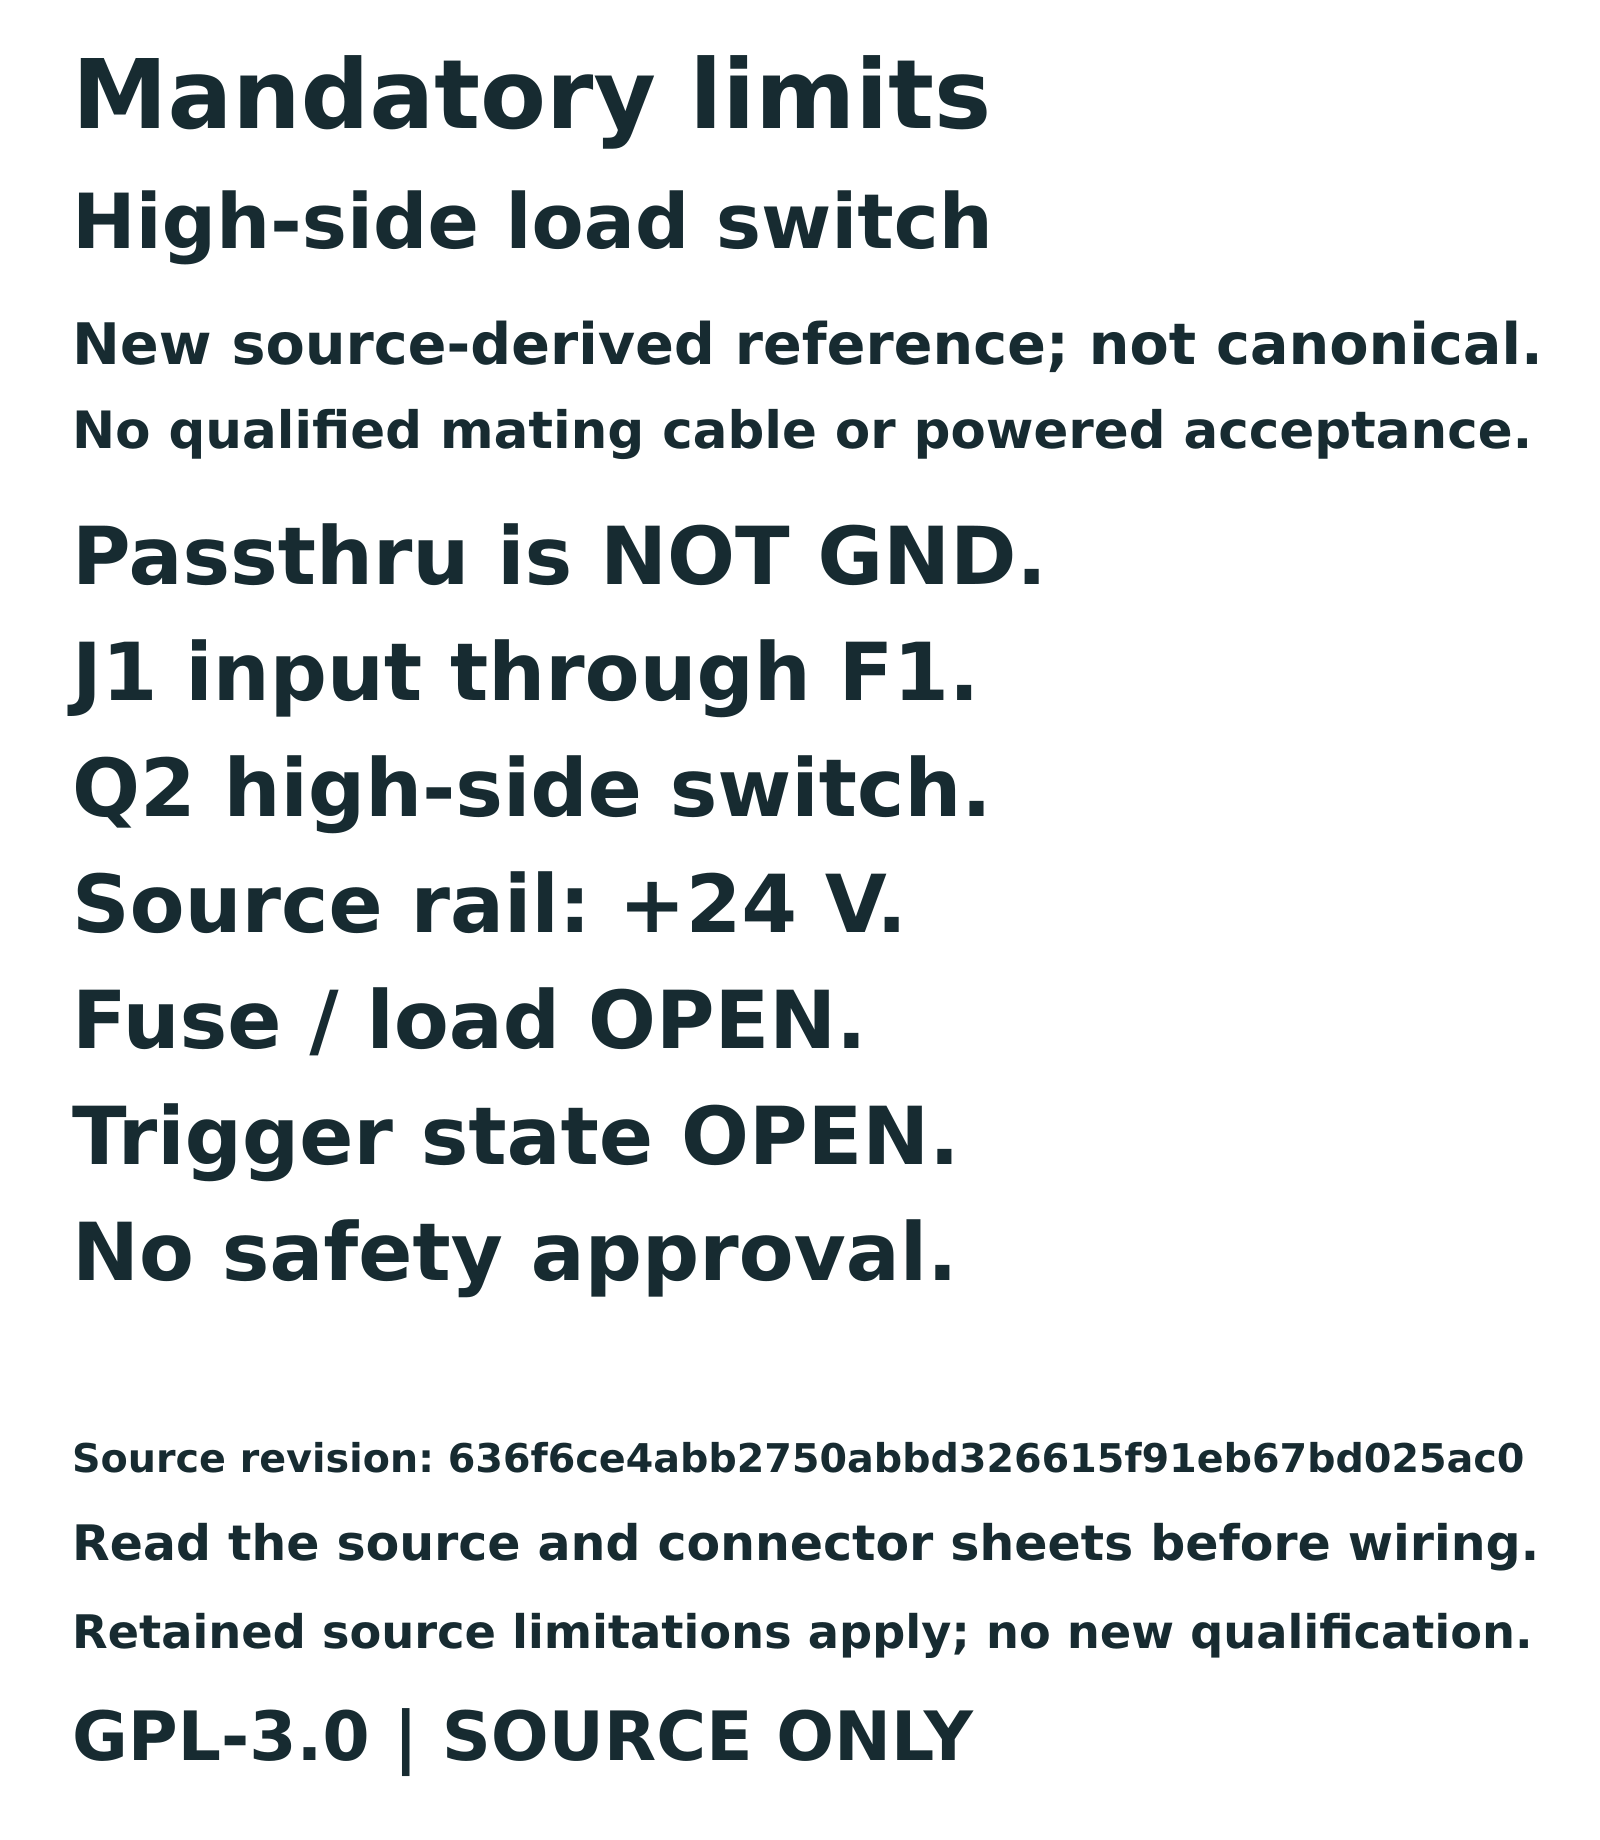 Mandatory limits
High-side load switch
New source-derived reference; not canonical.
No qualified mating cable or powered acceptance.
Passthru is NOT GND.
J1 input through F1.
Q2 high-side switch.
Source rail: +24 V.
Fuse / load OPEN.
Trigger state OPEN.
No safety approval.
Source revision: 636f6ce4abb2750abbd326615f91eb67bd025ac0
Read the source and connector sheets before wiring.
Retained source limitations apply; no new qualification.
GPL-3.0 | SOURCE ONLY